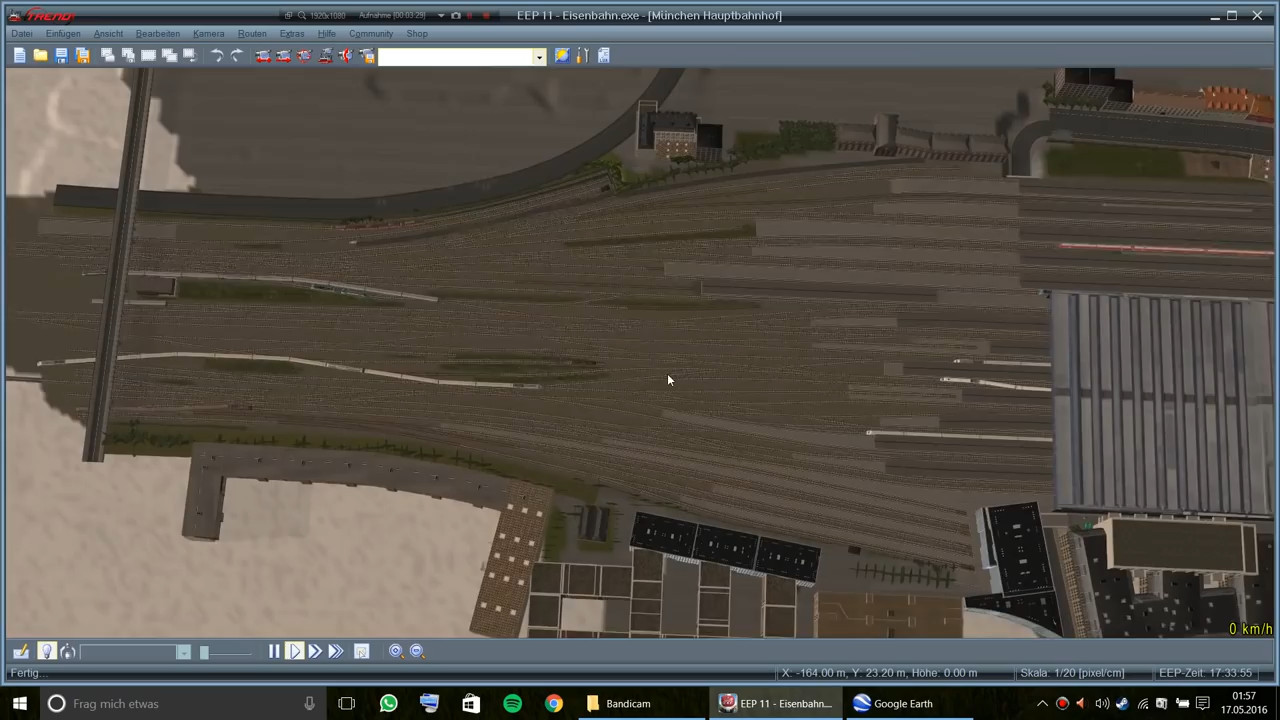 1920x1080 Aufnahme [00:03:29]
EEP 11 - Eisenbahn.exe - [München Hauptbahnhof]
TREND
Datei Einfügen Ansicht Bearbeiten Kamera Routen Extras Hilfe Community Shop
0 km/h
Fertig...
X: -164.00 m, Y: 23.20 m, Höhe: 0.00 m
Skala: 1/20 [pixel/cm]
EEP-Zeit: 17:33:55
Frag mich etwas
Bandicam
EEP 11 - Eisenbahn...
Google Earth
01:57
17.05.2016